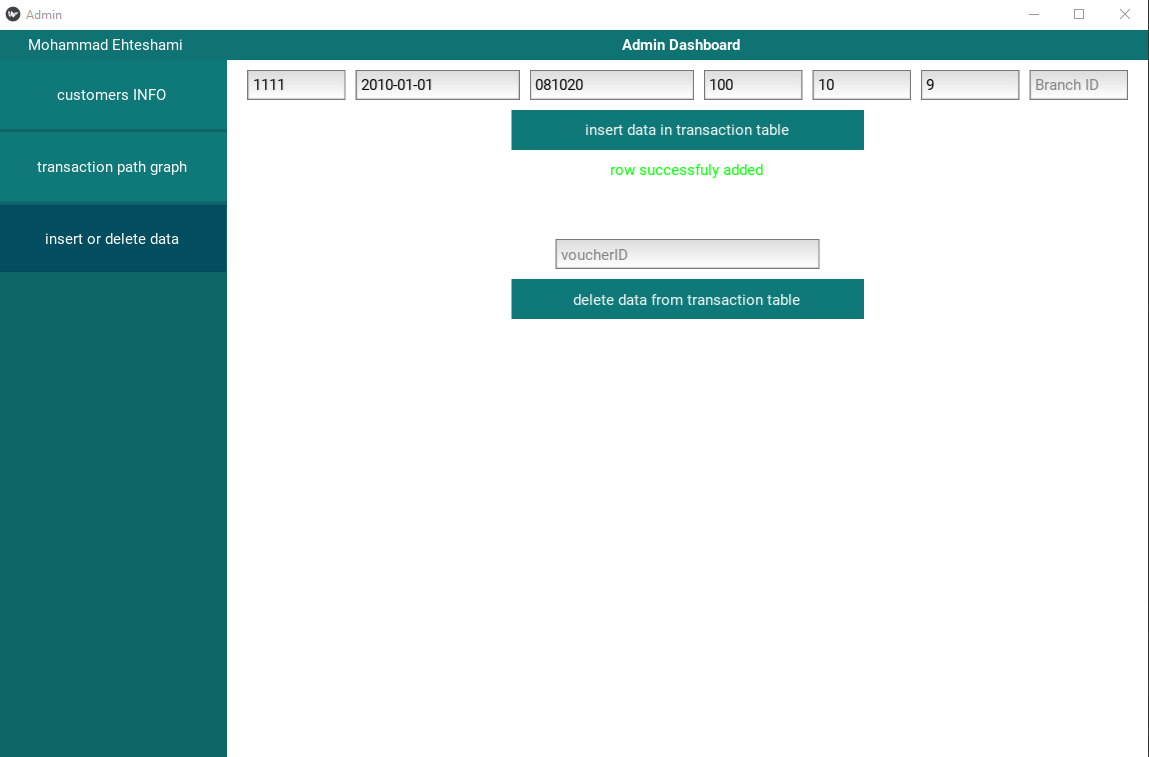 Admin
Mohammad Ehteshami
Admin Dashboard
customers INFO
transaction path graph
insert or delete data
1111 2010-01-01 081020 100 10 9 Branch ID
insert data in transaction table
row successfuly added
voucherID
delete data from transaction table